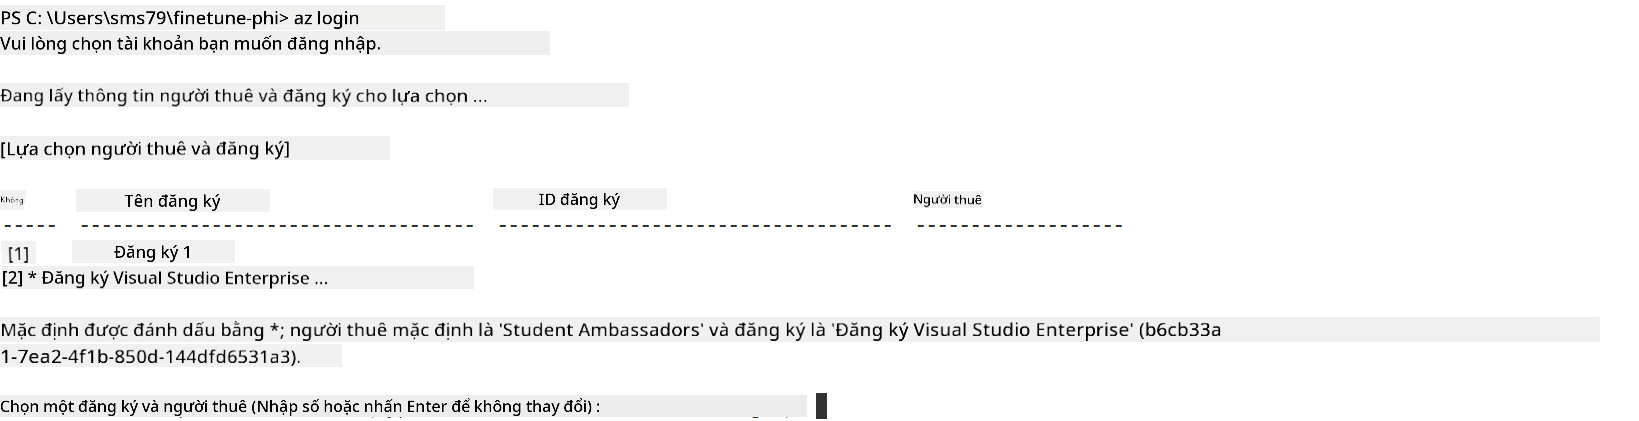 PS C: \Users\sms79\finetune-phi> az login
Vui lòng chọn tài khoản bạn muốn đăng nhập.
Đang lấy thông tin người thuê và đăng ký cho lựa chọn ...
[Lựa chọn người thuê và đăng ký]
Không Tên đăng ký ID đăng ký Người thuê
[1] Đăng ký 1
[2] * Đăng ký Visual Studio Enterprise ...
Mặc định được đánh dấu bằng *; người thuê mặc định là 'Student Ambassadors' và đăng ký là 'Đăng ký Visual Studio Enterprise' (b6cb33a
1-7ea2-4f1b-850d-144dfd6531a3).
Chọn một đăng ký và người thuê (Nhập số hoặc nhấn Enter để không thay đổi) :